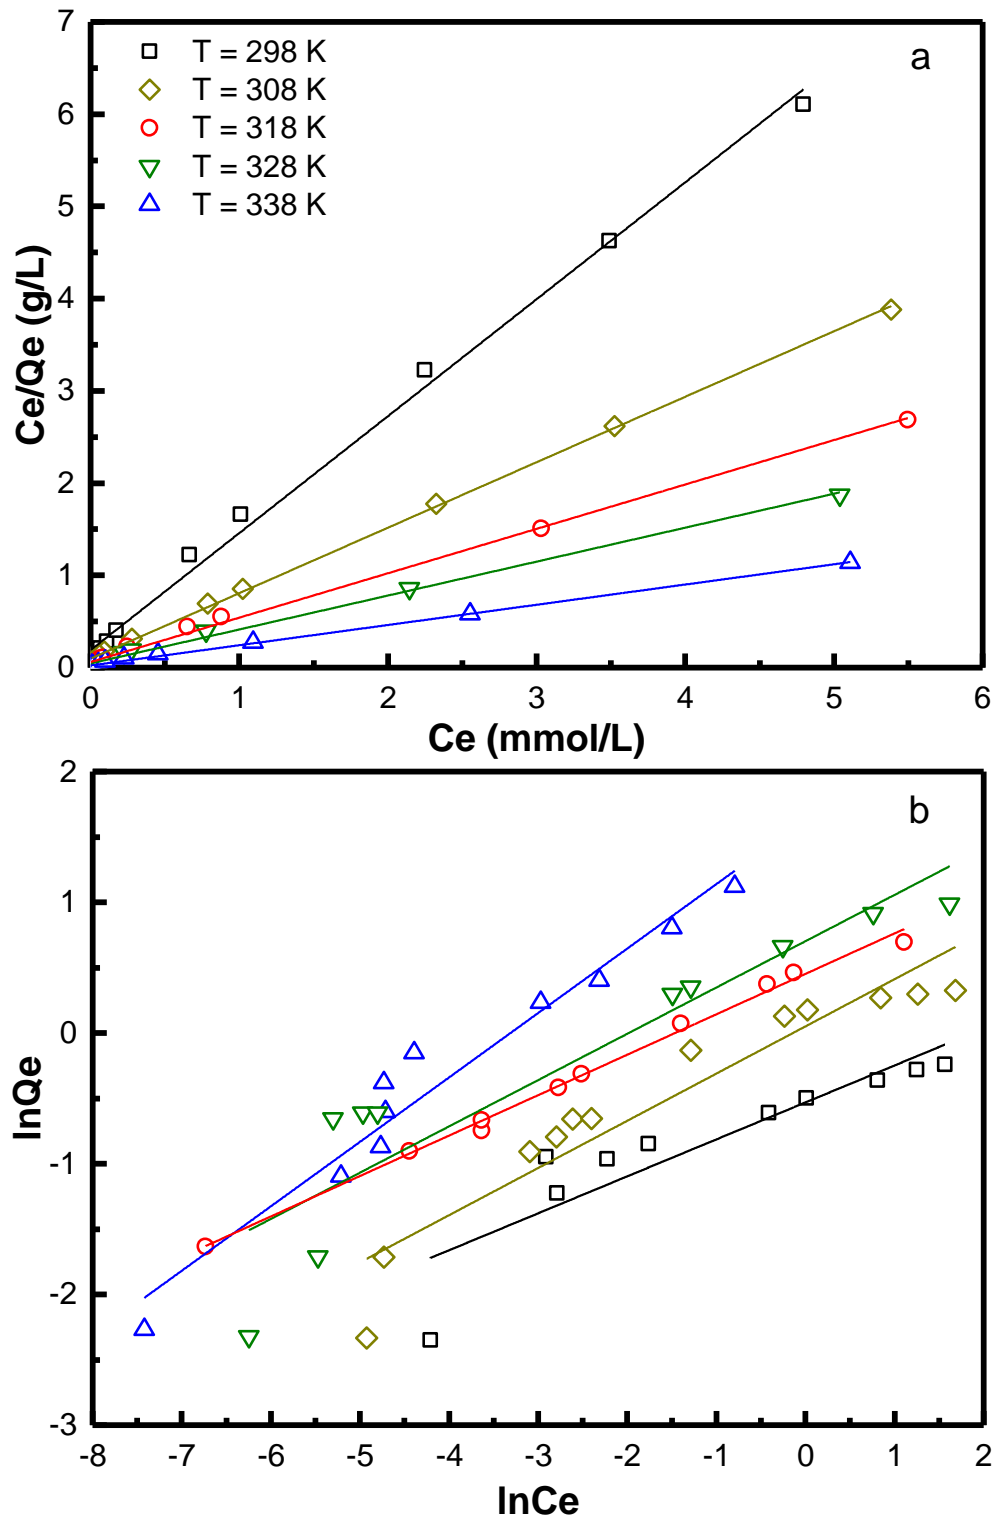 7
6
5
4
3
2
1
0
a
T = 298 K
T = 308 K
T = 318 K
T = 328 K
T = 338 K
Ce/Qe (g/L)
0 1 2 3 4 5 6
Ce (mmol/L)
2
1
0
-1
-2
-3
b
lnQe
-8 -7 -6 -5 -4 -3 -2 -1 0 1 2
lnCe